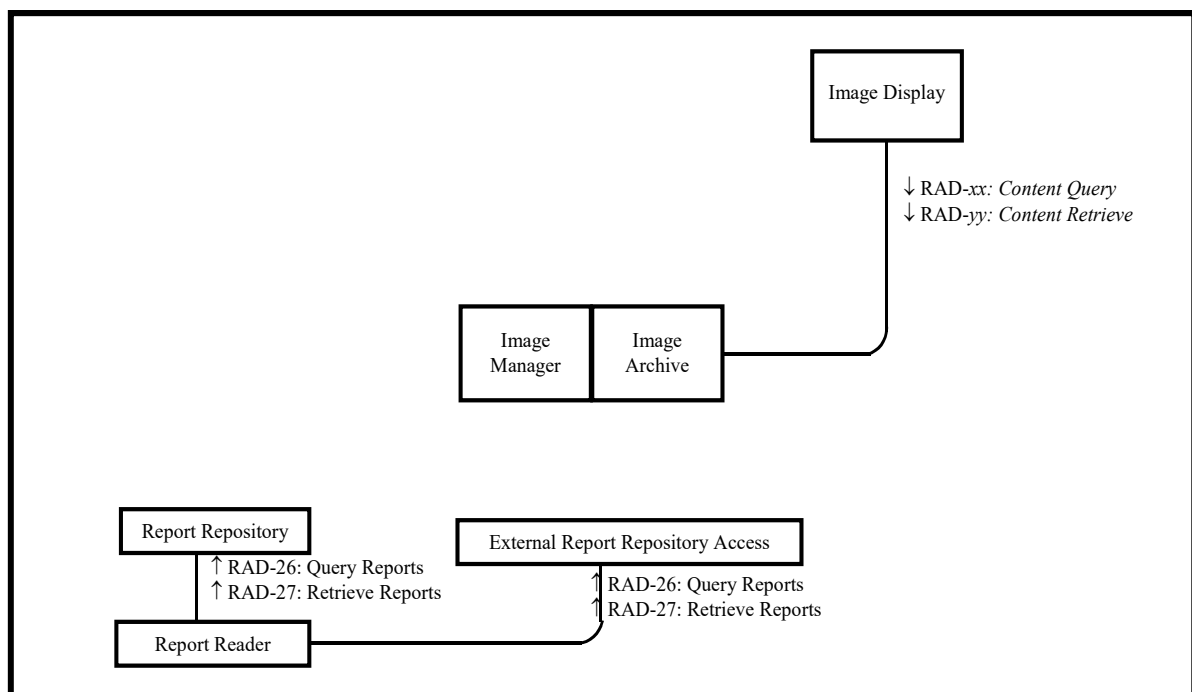 Image Display
↓ RAD-xx: Content Query
↓ RAD-yy: Content Retrieve
Image
Manager
Image
Archive
Report Repository
External Report Repository Access
↑ RAD-26: Query Reports
↑ RAD-27: Retrieve Reports
↑ RAD-26: Query Reports
↑ RAD-27: Retrieve Reports
Report Reader